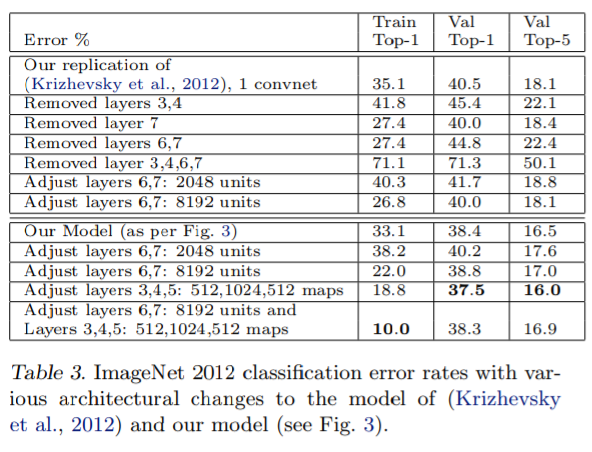 Error % Train Top-1 Val Top-1 Val Top-5
Our replication of
(Krizhevsky et al., 2012), 1 convnet 35.1 40.5 18.1
Removed layers 3,4 41.8 45.4 22.1
Removed layer 7 27.4 40.0 18.4
Removed layers 6,7 27.4 44.8 22.4
Removed layer 3,4,6,7 71.1 71.3 50.1
Adjust layers 6,7: 2048 units 40.3 41.7 18.8
Adjust layers 6,7: 8192 units 26.8 40.0 18.1
Our Model (as per Fig. 3) 33.1 38.4 16.5
Adjust layers 6,7: 2048 units 38.2 40.2 17.6
Adjust layers 6,7: 8192 units 22.0 38.8 17.0
Adjust layers 3,4,5: 512,1024,512 maps 18.8 37.5 16.0
Adjust layers 6,7: 8192 units and
Layers 3,4,5: 512,1024,512 maps 10.0 38.3 16.9
Table 3. ImageNet 2012 classification error rates with var-
ious architectural changes to the model of (Krizhevsky
et al., 2012) and our model (see Fig. 3).